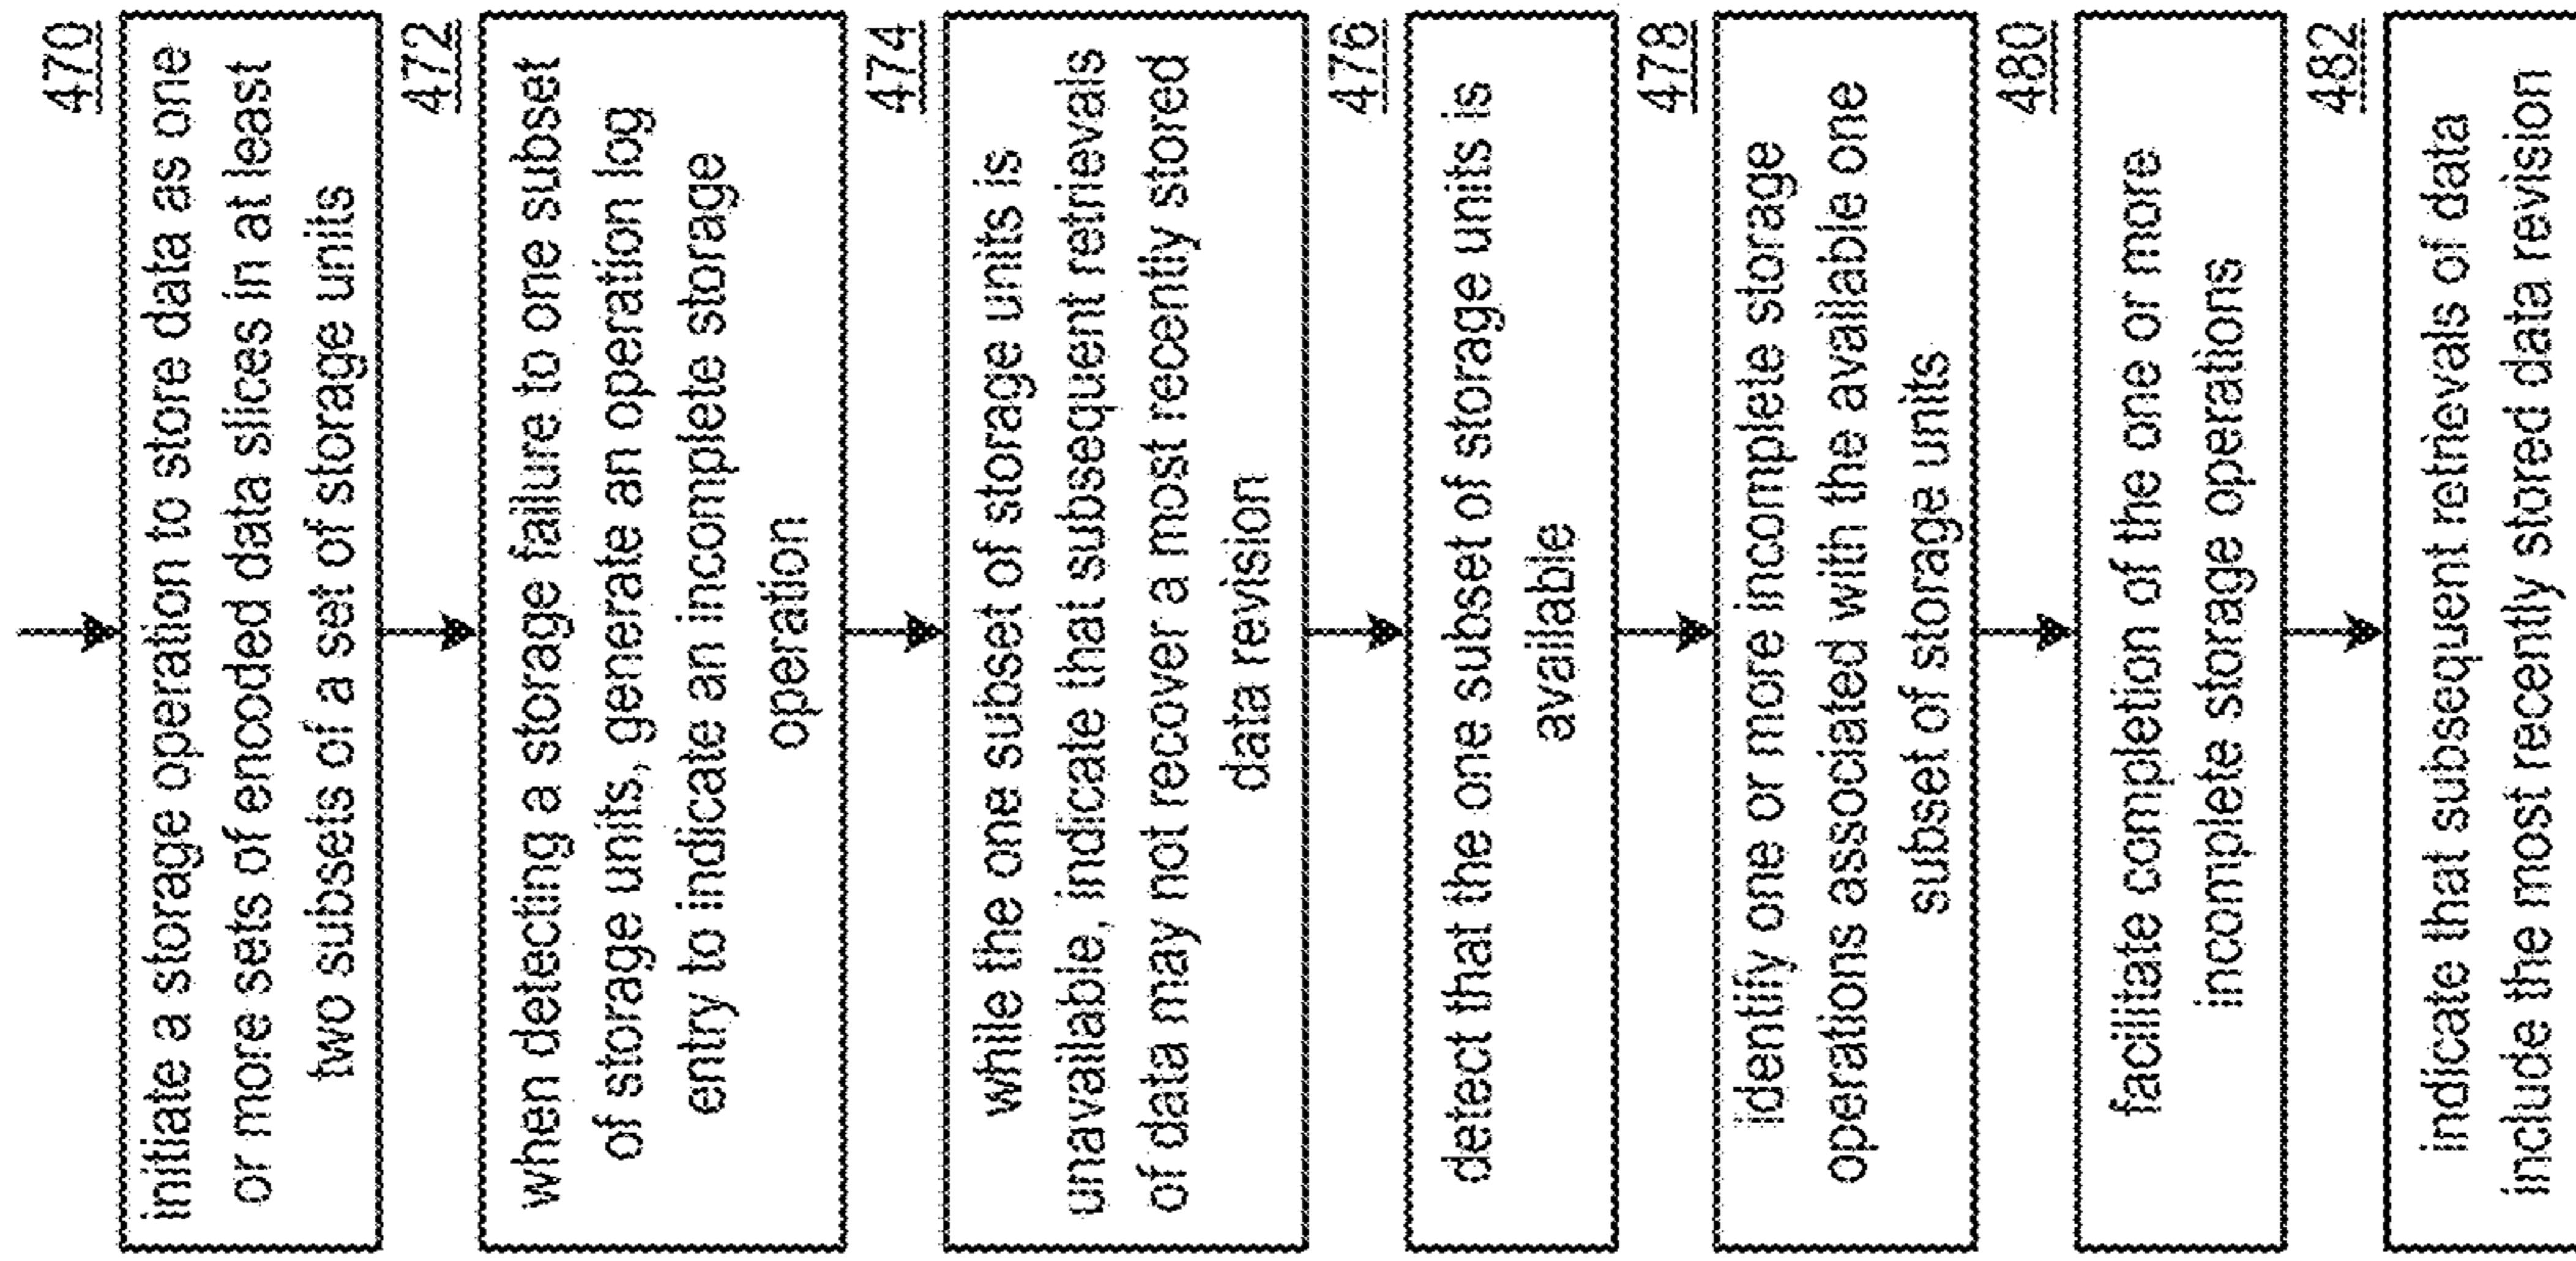 470
initiate a storage operation to store data as one
or more sets of encoded data slices in at least
two subsets of a set of storage units
472
when detecting a storage failure to one subset
of storage units, generate an operation log
entry to indicate an incomplete storage
operation
474
while the one subset of storage units is
unavailable, indicate that subsequent retrievals
of data may not recover a most recently stored
data revision
476
detect that the one subset of storage units is
available
478
identify one or more incomplete storage
operations associated with the available one
subset of storage units
480
facilitate completion of the one or more
incomplete storage operations
482
indicate that subsequent retrievals of data
include the most recently stored data revision